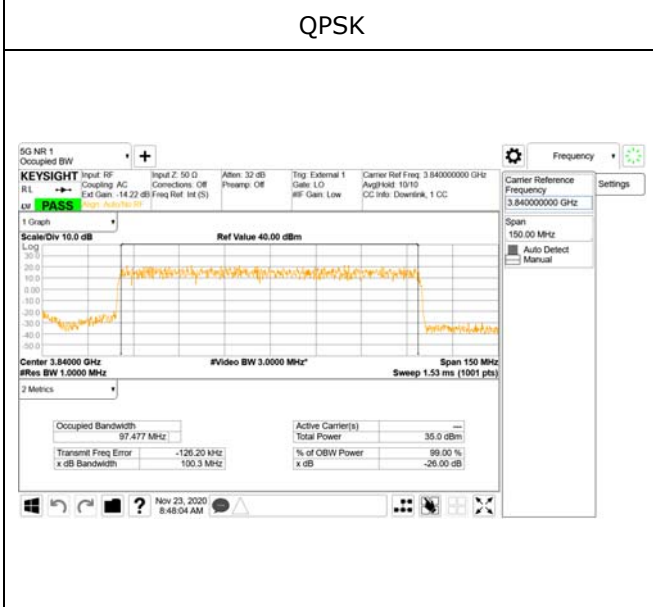 QPSK
5G NR 1
Occupied BW
Frequency
KEYSIGHT
Input: RF
Coupling: AC
Ext Gain: -14.22 dB
Align: Auto/No RF
Input Z: 50 Ω
Corrections: Off
Freq Ref: Int (S)
Atten: 32 dB
Preamp: Off
Trig: External 1
Gate: LO
#IF Gain: Low
Carrier Ref Freq: 3.840000000 GHz
Avg|Hold: 10/10
CC Info: Downlink, 1 CC
RL
PASS
Carrier Reference
Frequency
3.840000000 GHz
Settings
Span
150.00 MHz
Auto Detect
Manual
1 Graph
Scale/Div 10.0 dB
Ref Value 40.00 dBm
Log
30.0
20.0
10.0
0.00
-10.0
-20.0
-30.0
-40.0
-50.0
Center 3.84000 GHz
#Video BW 3.0000 MHz*
Span 150 MHz
#Res BW 1.0000 MHz
Sweep 1.53 ms (1001 pts)
2 Metrics
Occupied Bandwidth
97.477 MHz
Transmit Freq Error -126.20 kHz
x dB Bandwidth 100.3 MHz
Active Carrier(s) ---
Total Power 35.0 dBm
% of OBW Power 99.00 %
x dB -26.00 dB
Nov 23, 2020
8:48:04 AM